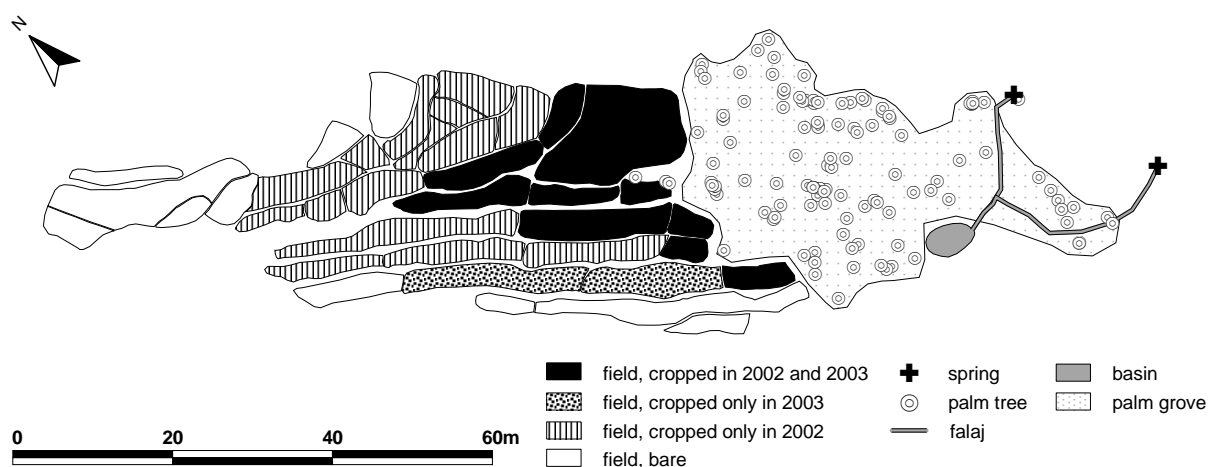 N
field, cropped in 2002 and 2003
field, cropped only in 2003
field, cropped only in 2002
field, bare
spring
palm tree
falaj
basin
palm grove
0 20 40 60m